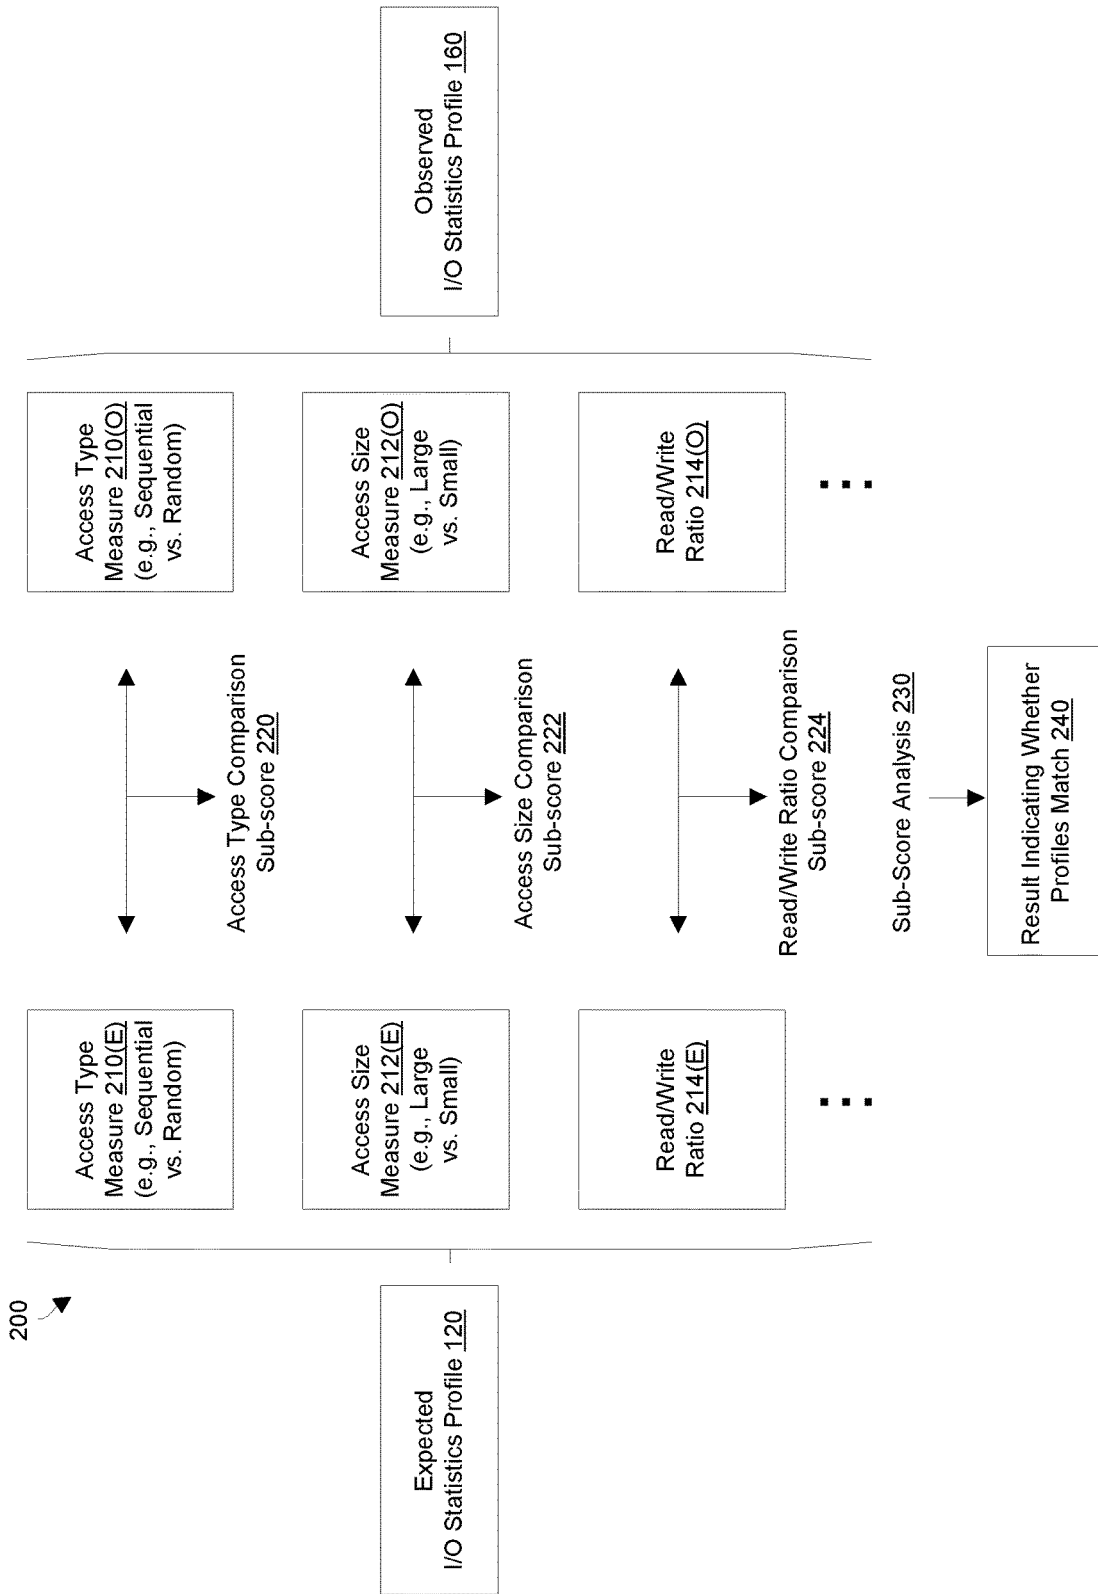 200
Expected
I/O Statistics Profile 120
Access Type
Measure 210(E)
(e.g., Sequential
vs. Random)
Access Size
Measure 212(E)
(e.g., Large
vs. Small)
Read/Write
Ratio 214(E)
Access Type Comparison
Sub-score 220
Access Size Comparison
Sub-score 222
Read/Write Ratio Comparison
Sub-score 224
Sub-Score Analysis 230
Result Indicating Whether
Profiles Match 240
Access Type
Measure 210(O)
(e.g., Sequential
vs. Random)
Access Size
Measure 212(O)
(e.g., Large
vs. Small)
Read/Write
Ratio 214(O)
Observed
I/O Statistics Profile 160